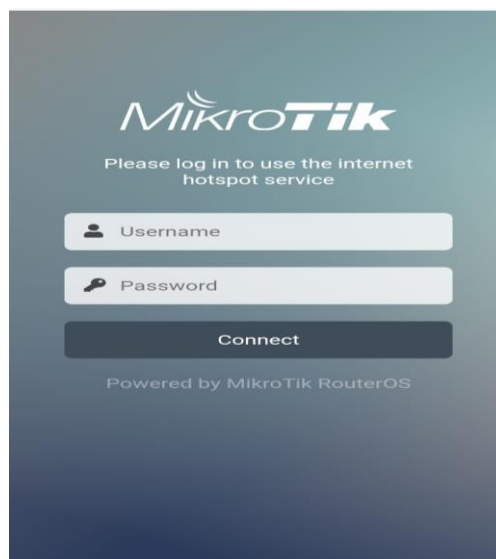 MikroTik
Please log in to use the internet
hotspot service
Username
Password
Connect
Powered by MikroTik RouterOS